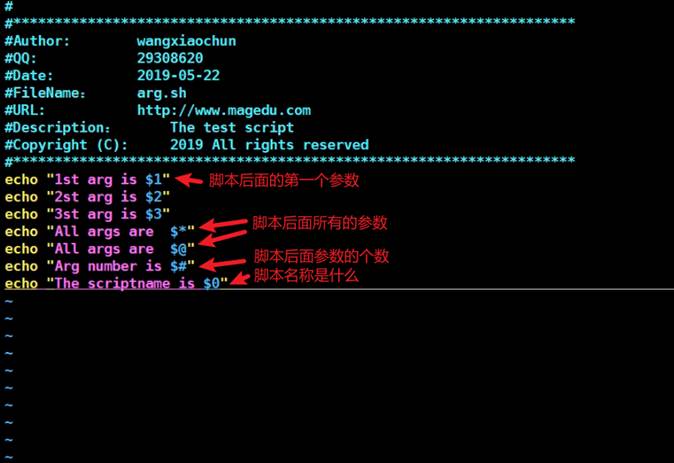 #
#********************************************************************
#Author:        wangxiaochun
#QQ:            29308620
#Date:          2019-05-22
#FileName：     arg.sh
#URL:           http://www.magedu.com
#Description：      The test script
#Copyright (C):     2019 All rights reserved
#********************************************************************
echo "1st arg is $1" 脚本后面的第一个参数
echo "2st arg is $2"
echo "3st arg is $3"
echo "All args are  $*" 脚本后面所有的参数
echo "All args are  $@"
echo "Arg number is $#" 脚本后面参数的个数
echo "The scriptname is $0" 脚本名称是什么
~
~
~
~
~
~
~
~
~
~